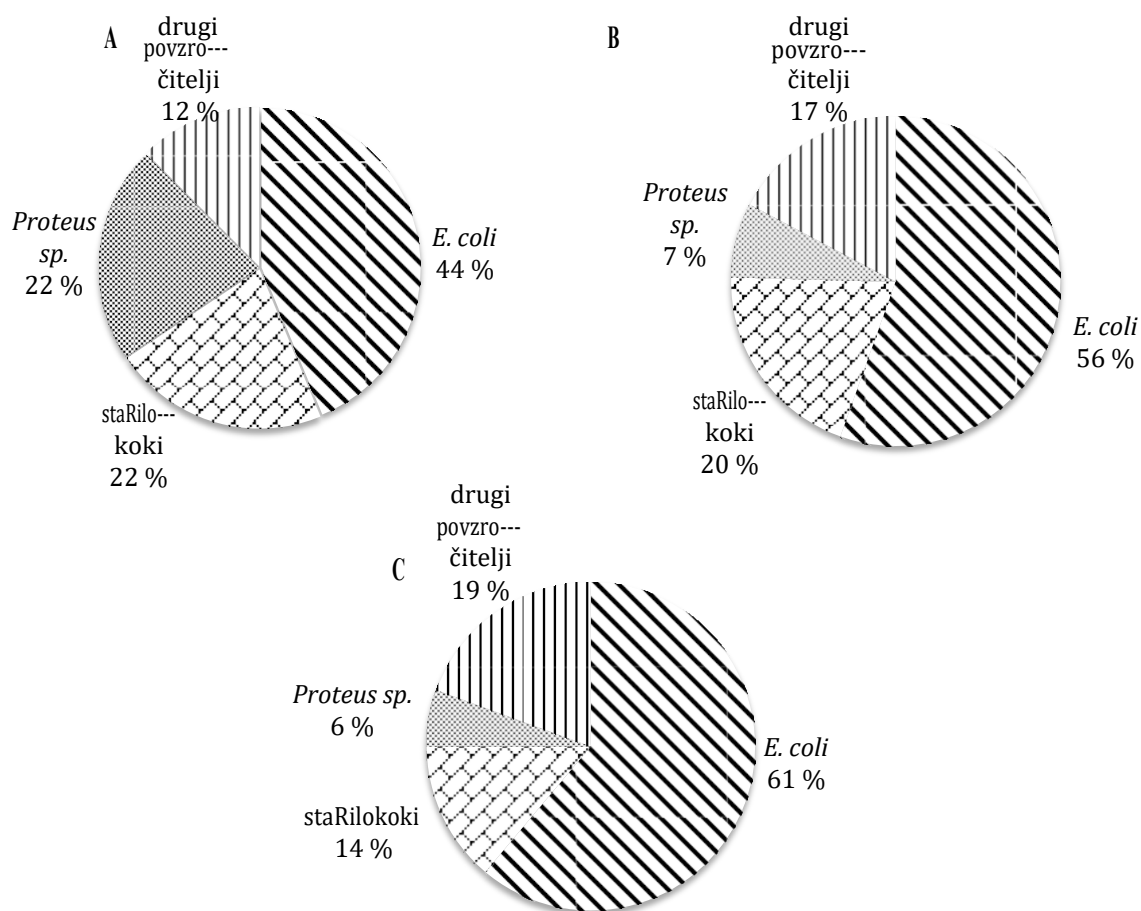 A
drugi
povzro---
čitelji
12 %
Proteus
sp.
22 %
E. coli
44 %
staRilo---
koki
22 %
B
drugi
povzro---
čitelji
17 %
Proteus
sp.
7 %
E. coli
56 %
staRilo---
koki
20 %
C
drugi
povzro---
čitelji
19 %
Proteus sp.
6 %
E. coli
61 %
staRilokoki
14 %